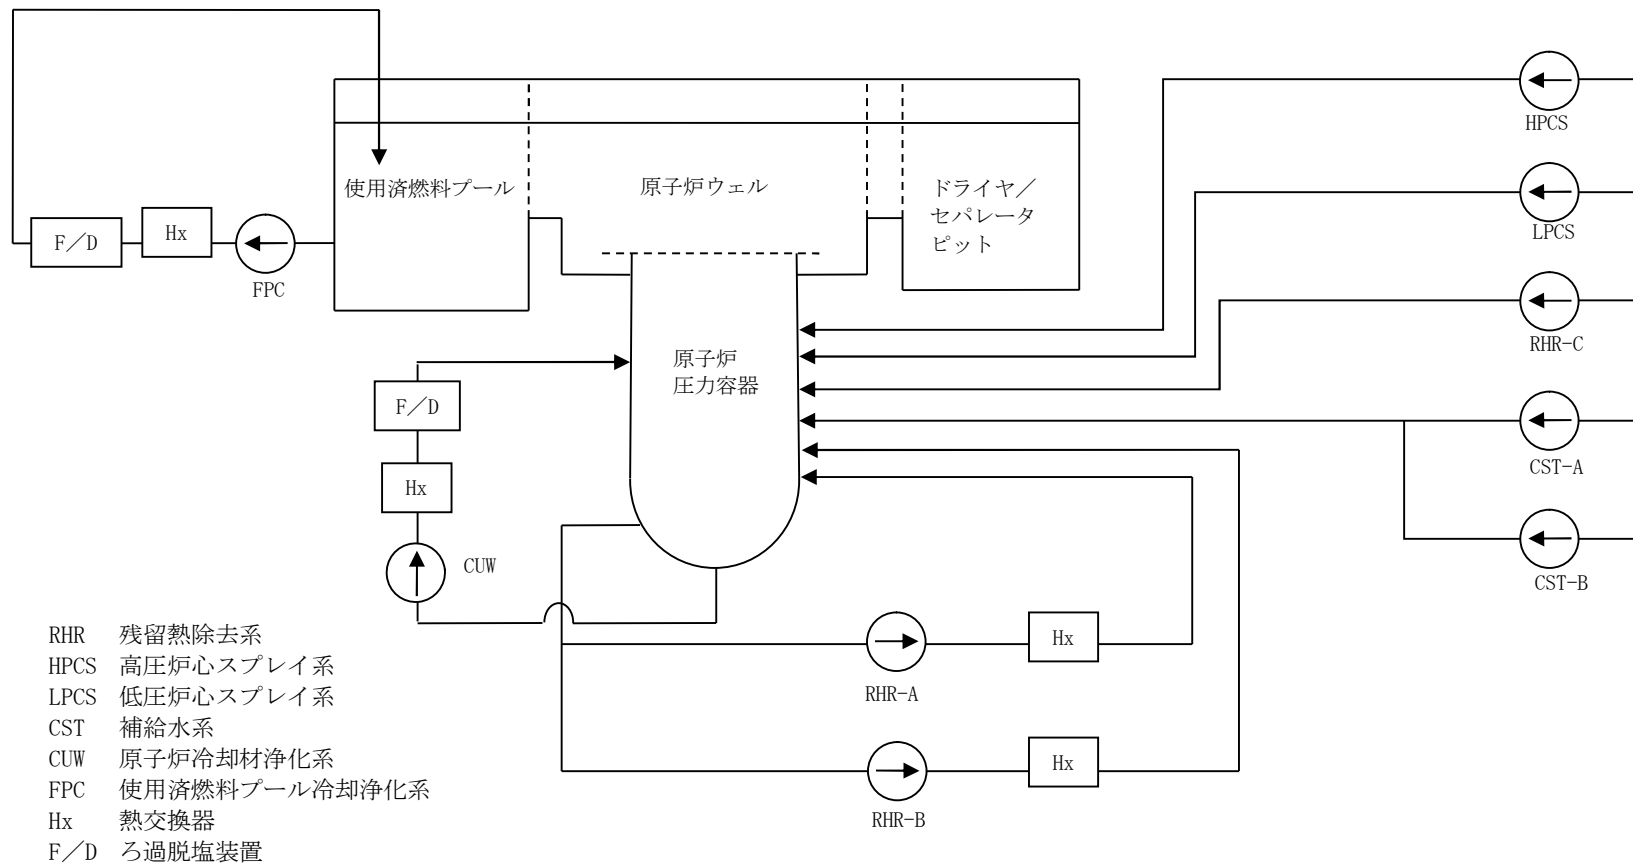 HPCS
使用済燃料プール
原子炉ウェル
ドライヤ／
セパレータ
ピット
F／D
Hx
FPC
LPCS
RHR-C
原子炉
圧力容器
F／D
Hx
CUW
CST-A
CST-B
Hx
RHR-A
Hx
RHR-B
RHR 残留熱除去系
HPCS 高圧炉心スプレイ系
LPCS 低圧炉心スプレイ系
CST 補給水系
CUW 原子炉冷却材浄化系
FPC 使用済燃料プール冷却浄化系
Hx 熱交換器
F／D ろ過脱塩装置